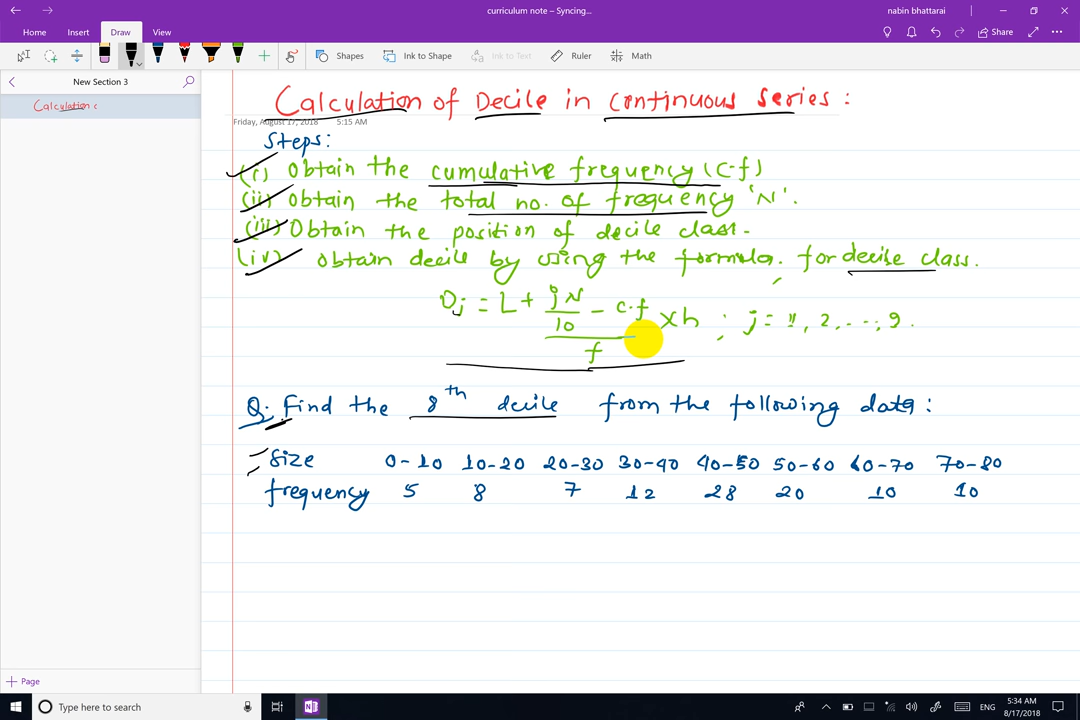 curriculum note - Syncing...
nabin bhattarai
Home Insert Draw View
Share
Shapes Ink to Shape Ink to Text Ruler Math
New Section 3
Calculation o
Calculation of Decile in Continuous Series :
Friday, August 17, 2018 5:15 AM
Steps:
(i) Obtain the cumulative frequency (C.f)
(ii) Obtain the total no. of frequency 'N'.
(iii) Obtain the position of decile class.
(iv) obtain decile by using the formula for decile class.
Dj = L + jN/10 - c.f / f × h ; j = 1, 2, ..., 9.
Q: Find the 8th decile from the following data :
Size 0-10 10-20 20-30 30-40 40-50 50-60 60-70 70-80
frequency 5 8 7 12 28 20 10 10
Page
Type here to search
ENG
5:34 AM
8/17/2018